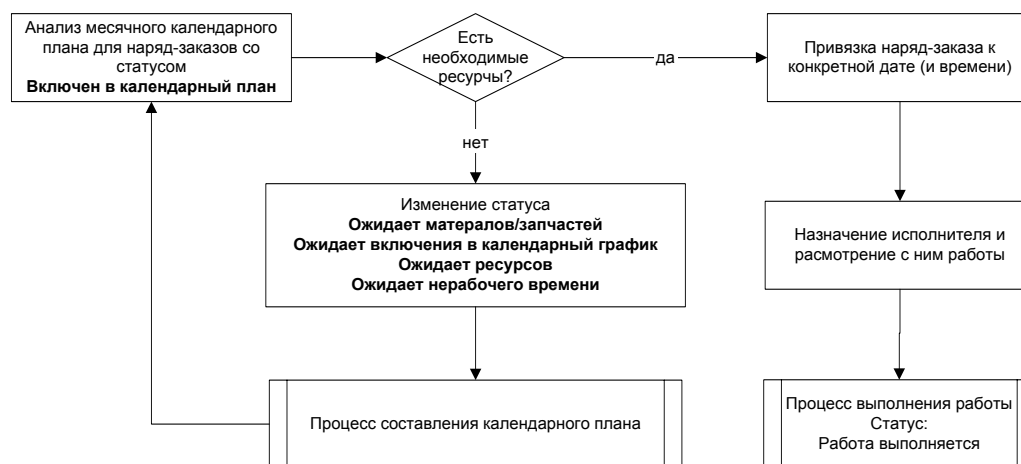 Анализ месячного календарного
плана для наряд-заказов со
статусом
Включен в календарный план
Есть
необходимые
ресурчы?
да
Привязка наряд-заказа к
конкретной дате (и времени)
нет
Изменение статуса
Ожидает матералов/запчастей
Ожидает включения в календарный график
Ожидает ресурсов
Ожидает нерабочего времени
Назначение исполнителя и
расмотрение с ним работы
Процесс составления календарного плана
Процесс выполнения работы
Статус:
Работа выполняется